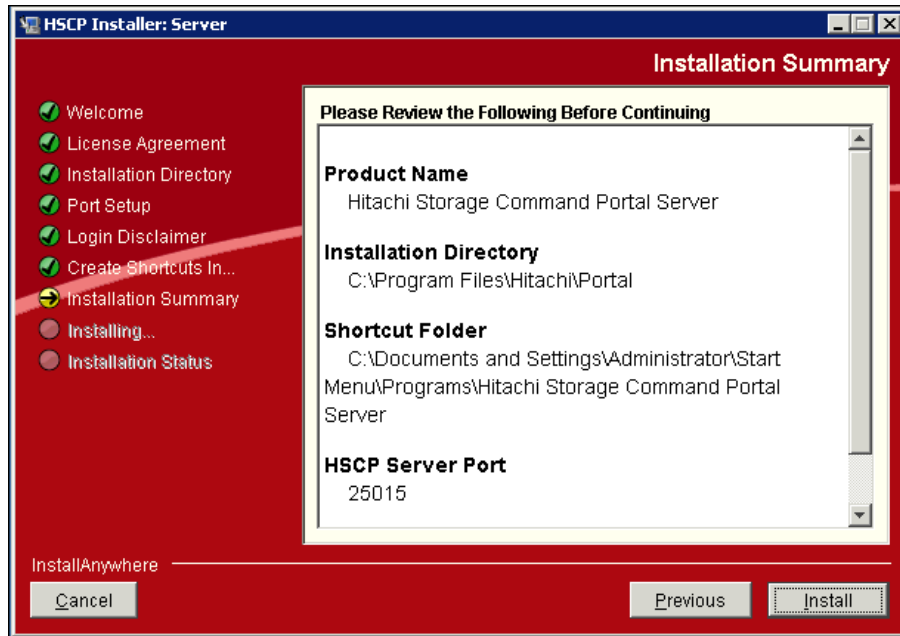 HSCP Installer: Server
Installation Summary
Welcome
License Agreement
Installation Directory
Port Setup
Login Disclaimer
Create Shortcuts In...
Installation Summary
Installing...
Installation Status
Please Review the Following Before Continuing
Product Name
Hitachi Storage Command Portal Server
Installation Directory
C:\Program Files\Hitachi\Portal
Shortcut Folder
C:\Documents and Settings\Administrator\Start
Menu\Programs\Hitachi Storage Command Portal
Server
HSCP Server Port
25015
InstallAnywhere
Cancel
Previous
Install